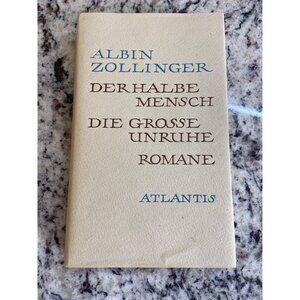 ALBIN
ZOLLINGER
DER HALBE
MENSCH
DIE GROSSE
UNRUHE
ROMANE
ATLANTIS